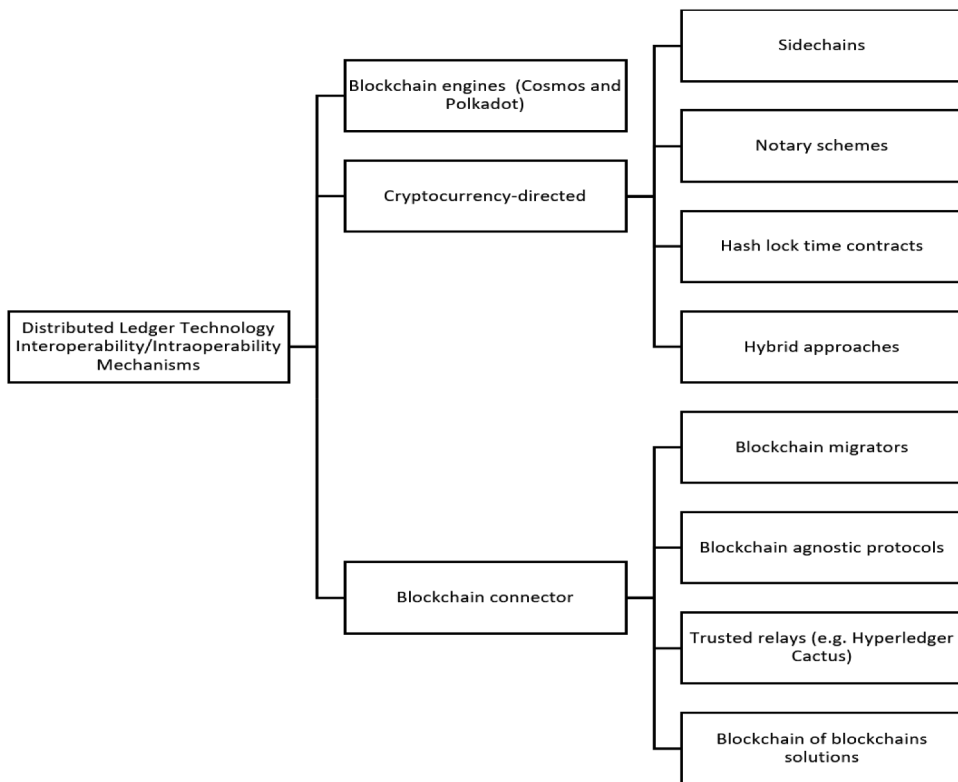 Distributed Ledger Technology
Interoperability/Intraoperability
Mechanisms
Blockchain engines  (Cosmos and
Polkadot)
Cryptocurrency-directed
Sidechains
Notary schemes
Hash lock time contracts
Hybrid approaches
Blockchain connector
Blockchain migrators
Blockchain agnostic protocols
Trusted relays (e.g. Hyperledger
Cactus)
Blockchain of blockchains
solutions